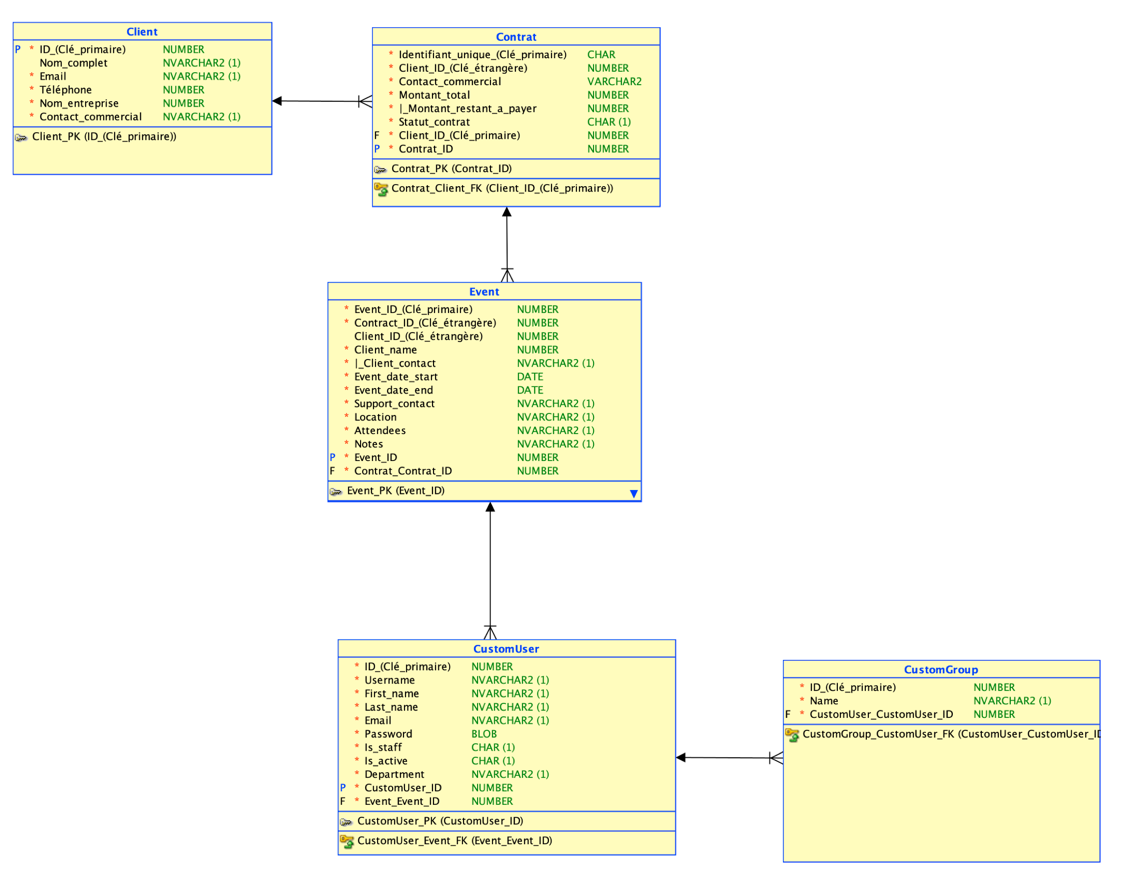 Client
P * ID_(Clé_primaire) NUMBER
Nom_complet NVARCHAR2 (1)
* Email NVARCHAR2 (1)
* Téléphone NUMBER
* Nom_entreprise NUMBER
* Contact_commercial NVARCHAR2 (1)
Client_PK (ID_(Clé_primaire))
Contrat
* Identifiant_unique_(Clé_primaire) CHAR
* Client_ID_(Clé_étrangère) NUMBER
* Contact_commercial VARCHAR2
* Montant_total NUMBER
* |_Montant_restant_a_payer NUMBER
* Statut_contrat CHAR (1)
F * Client_ID_(Clé_primaire) NUMBER
P * Contrat_ID NUMBER
Contrat_PK (Contrat_ID)
Contrat_Client_FK (Client_ID_(Clé_primaire))
Event
* Event_ID_(Clé_primaire) NUMBER
* Contract_ID_(Clé_étrangère) NUMBER
Client_ID_(Clé_étrangère) NUMBER
* Client_name NUMBER
* |_Client_contact NVARCHAR2 (1)
* Event_date_start DATE
* Event_date_end DATE
* Support_contact NVARCHAR2 (1)
* Location NVARCHAR2 (1)
* Attendees NVARCHAR2 (1)
* Notes NVARCHAR2 (1)
P * Event_ID NUMBER
F * Contrat_Contrat_ID NUMBER
Event_PK (Event_ID)
CustomUser
* ID_(Clé_primaire) NUMBER
* Username NVARCHAR2 (1)
* First_name NVARCHAR2 (1)
* Last_name NVARCHAR2 (1)
* Email NVARCHAR2 (1)
* Password BLOB
* Is_staff CHAR (1)
* Is_active CHAR (1)
* Department NVARCHAR2 (1)
P * CustomUser_ID NUMBER
F * Event_Event_ID NUMBER
CustomUser_PK (CustomUser_ID)
CustomUser_Event_FK (Event_Event_ID)
CustomGroup
* ID_(Clé_primaire) NUMBER
* Name NVARCHAR2 (1)
F * CustomUser_CustomUser_ID NUMBER
CustomGroup_CustomUser_FK (CustomUser_CustomUser_ID